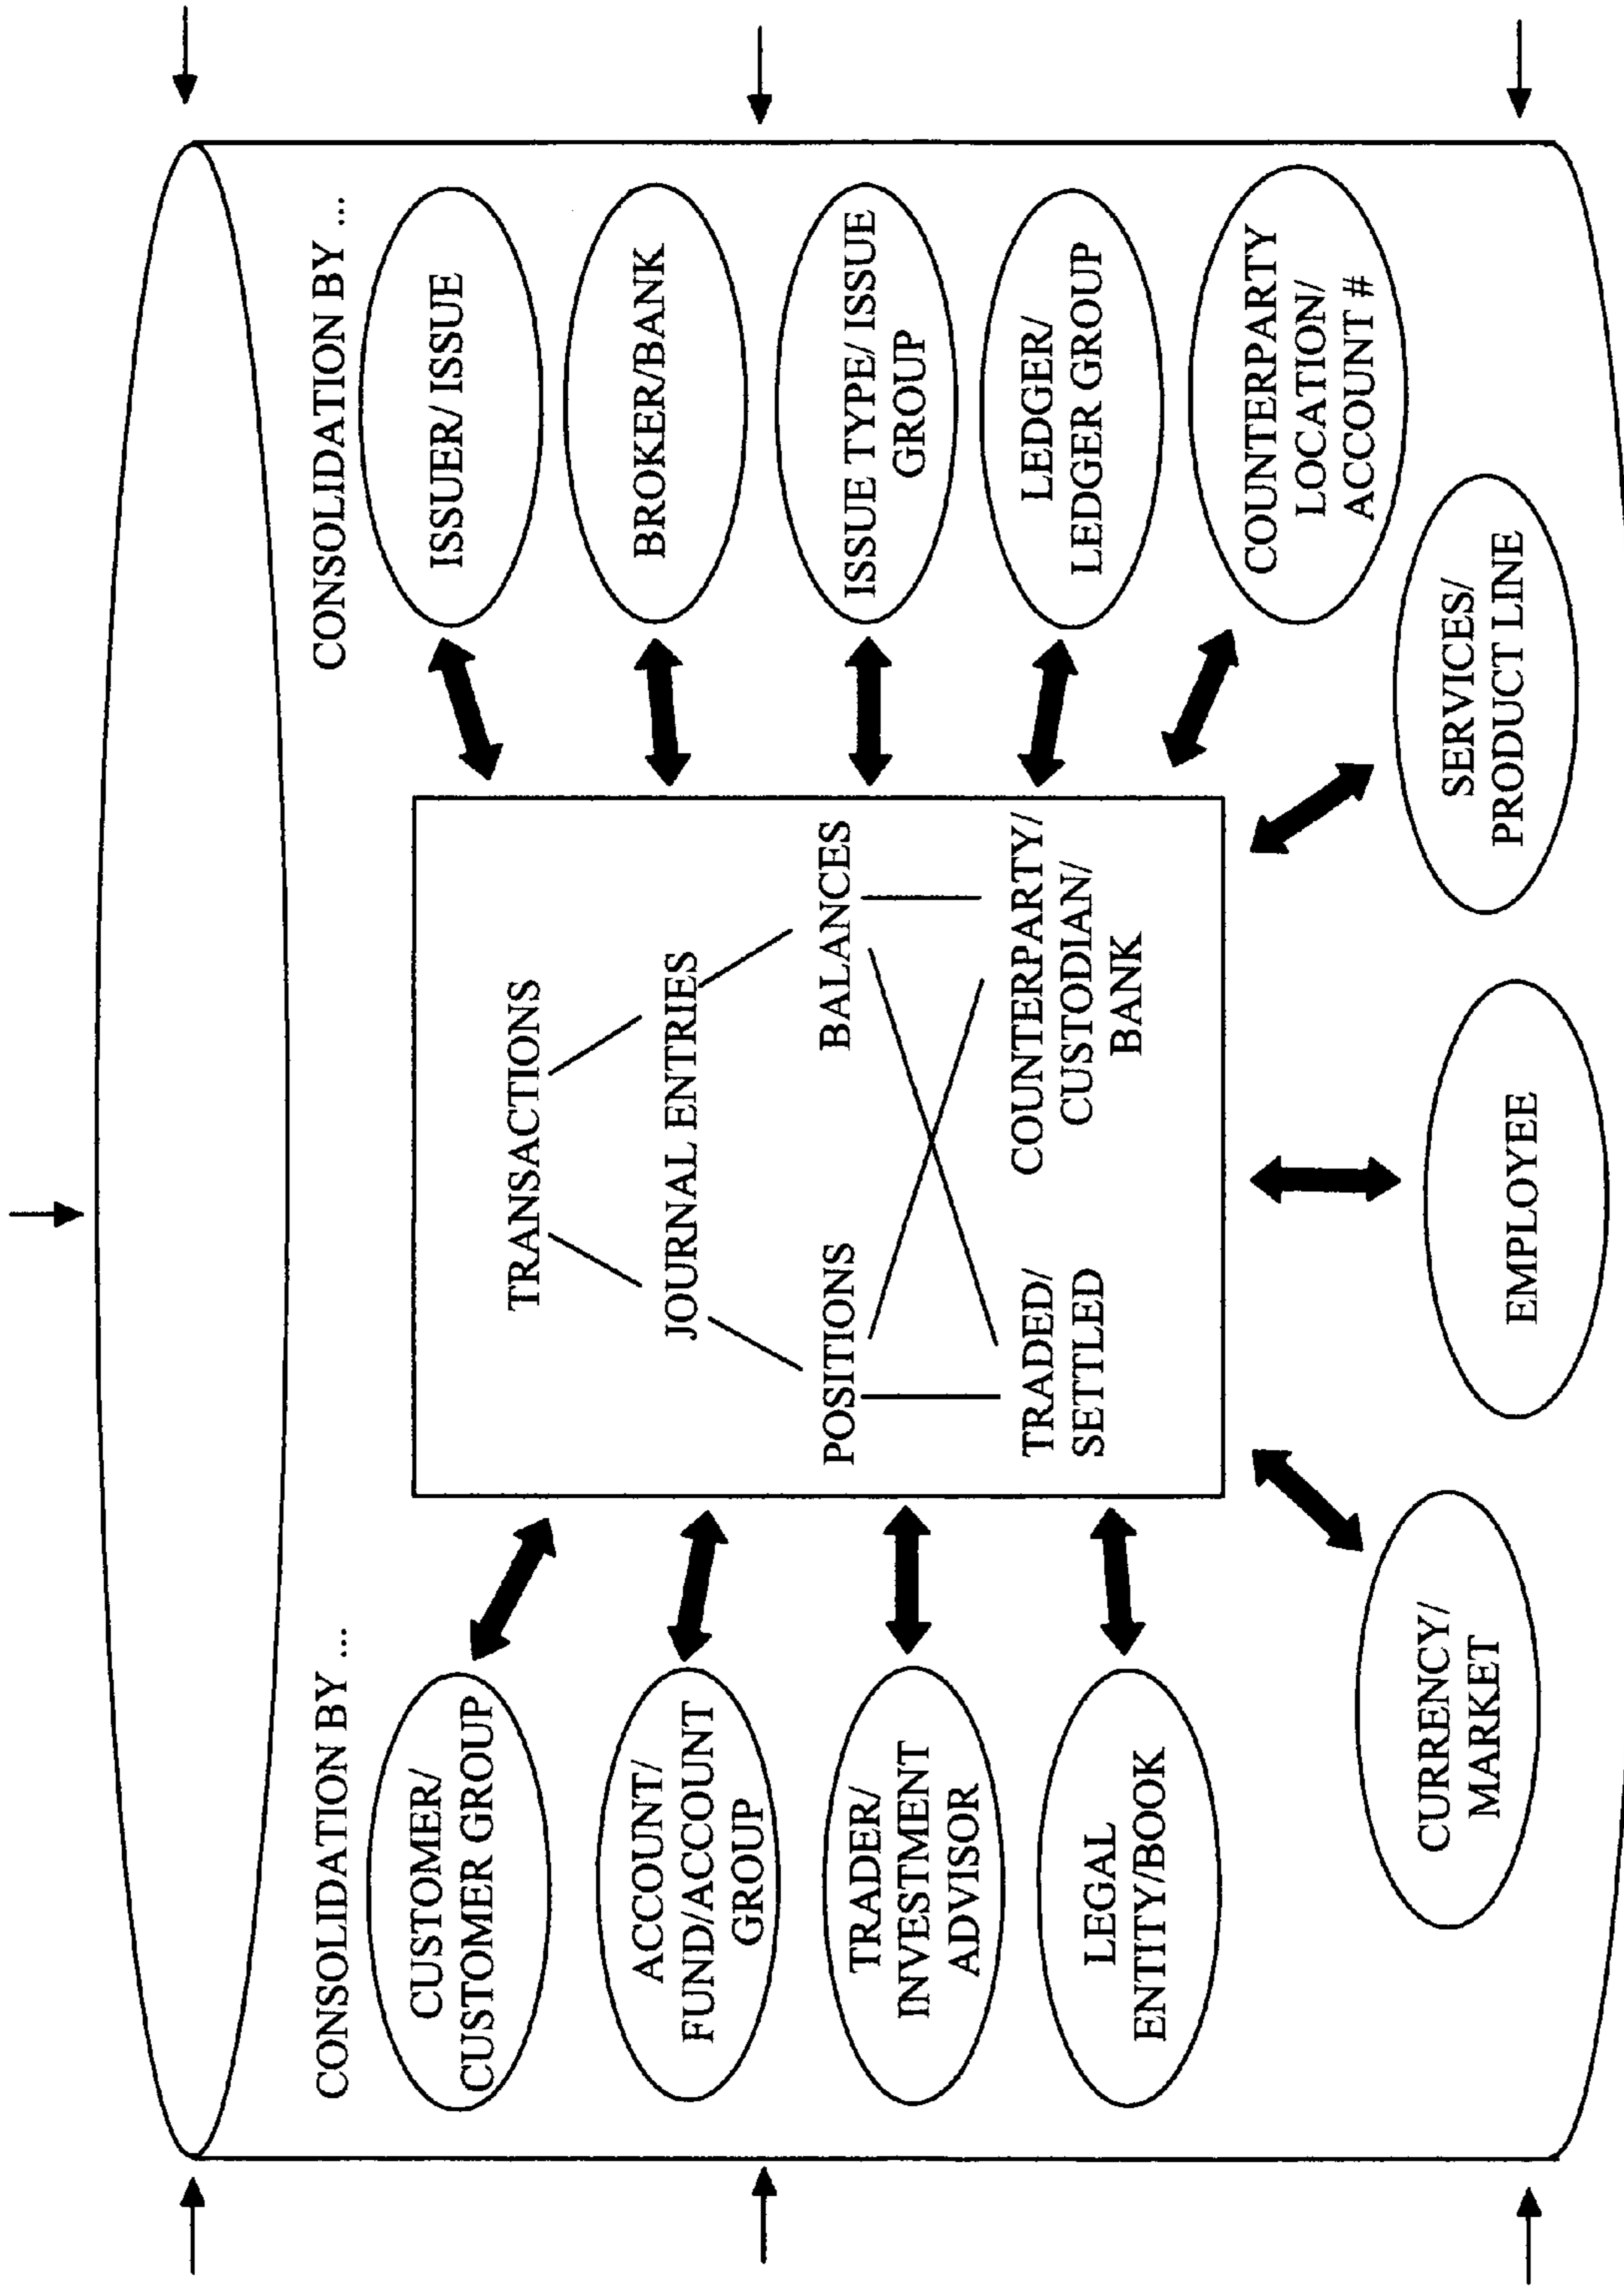 CONSOLIDATION BY ...
CUSTOMER/
CUSTOMER GROUP
ACCOUNT/
FUND/ACCOUNT
GROUP
TRADER/
INVESTMENT
ADVISOR
LEGAL
ENTITY/BOOK
CURRENCY/
MARKET
TRANSACTIONS
JOURNAL ENTRIES
POSITIONS
BALANCES
TRADED/
SETTLED
COUNTERPARTY/
CUSTODIAN/
BANK
EMPLOYEE
CONSOLIDATION BY ...
ISSUER/ ISSUE
BROKER/BANK
ISSUE TYPE/ ISSUE
GROUP
LEDGER/
LEDGER GROUP
COUNTERPARTY
LOCATION/
ACCOUNT #
SERVICES/
PRODUCT LINE